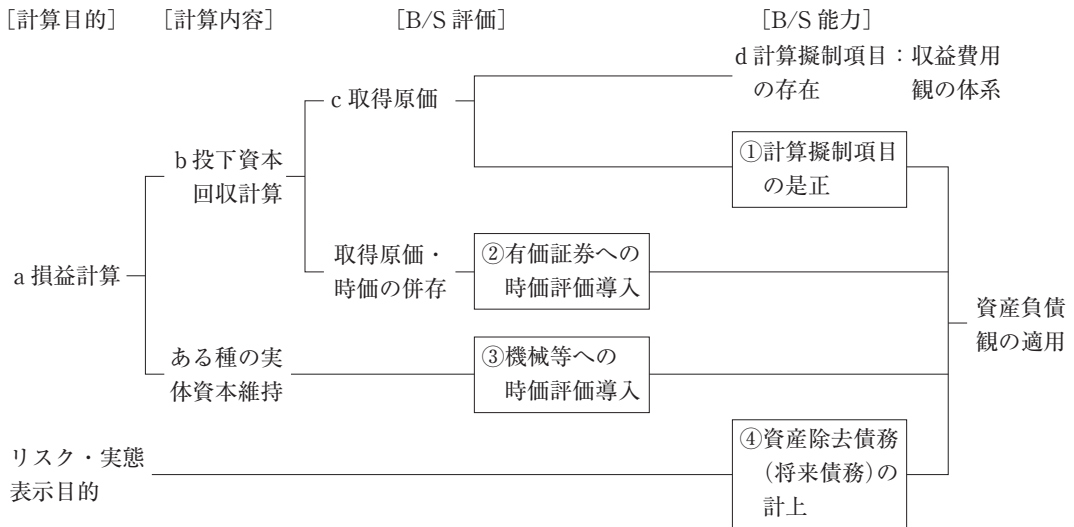 [計算目的] [計算内容] [B/S 評価] [B/S 能力]
d 計算擬制項目：収益費用
の存在 観の体系
c 取得原価
①計算擬制項目
の是正
b 投下資本
回収計算
取得原価・
時価の併存
②有価証券への
時価評価導入
a 損益計算
資産負債
観の適用
ある種の実
体資本維持
③機械等への
時価評価導入
リスク・実態
表示目的
④資産除去債務
（将来債務）の
計上